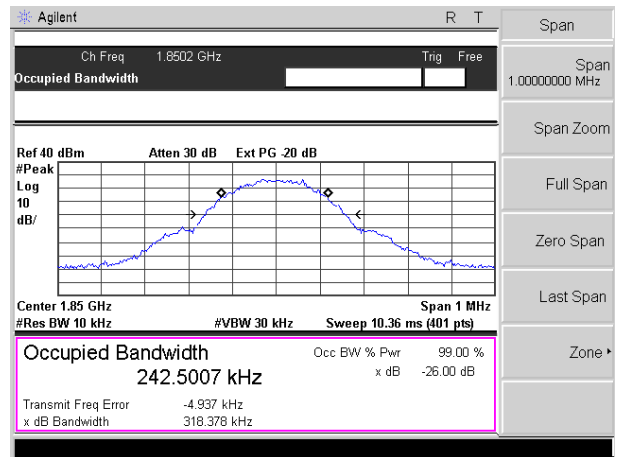 Agilent R T
Ch Freq 1.8502 GHz Trig Free
Occupied Bandwidth
Ref 40 dBm Atten 30 dB Ext PG -20 dB
#Peak
Log
10
dB/
Center 1.85 GHz Span 1 MHz
#Res BW 10 kHz #VBW 30 kHz Sweep 10.36 ms (401 pts)
Occupied Bandwidth Occ BW % Pwr 99.00 %
242.5007 kHz x dB -26.00 dB
Transmit Freq Error -4.937 kHz
x dB Bandwidth 318.378 kHz
Span
Span
1.00000000 MHz
Span Zoom
Full Span
Zero Span
Last Span
Zone